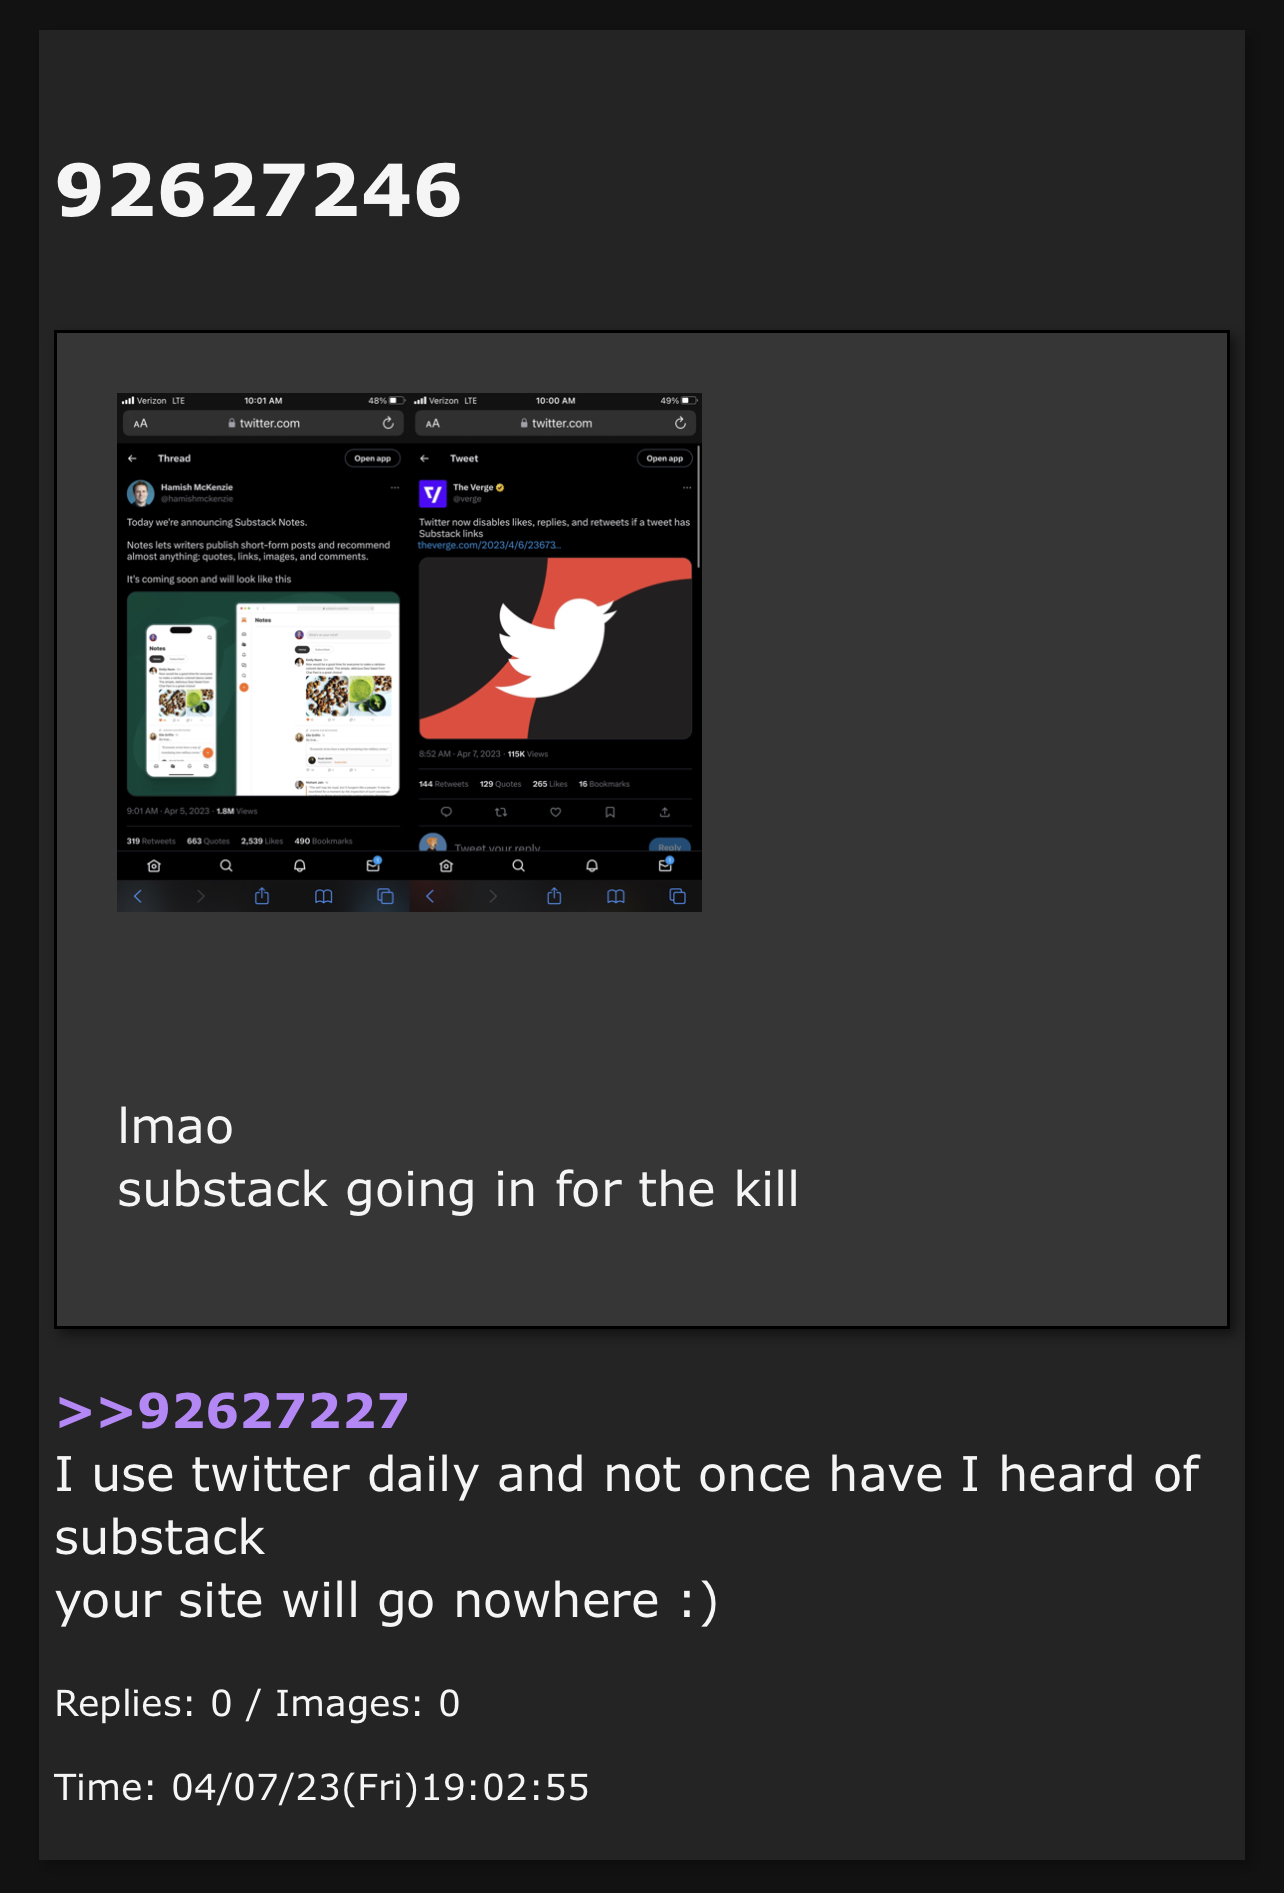 92627246
Verizon LTE 10:01 AM 48%
AA twitter.com
Thread Open app
Hamish McKenzie
@hamishmckenzie
Today we're announcing Substack Notes.
Notes lets writers publish short-form posts and recommend
almost anything: quotes, links, images, and comments.
It's coming soon and will look like this
Notes
Notes
9:01 AM · Apr 5, 2023 · 1.8M Views
319 Retweets 663 Quotes 2,539 Likes 490 Bookmarks
Verizon LTE 10:00 AM 49%
AA twitter.com
Tweet Open app
The Verge
@verge
Twitter now disables likes, replies, and retweets if a tweet has
Substack links
theverge.com/2023/4/6/23673...
8:52 AM · Apr 7, 2023 · 115K Views
144 Retweets 129 Quotes 265 Likes 16 Bookmarks
Tweet your reply Reply
lmao
substack going in for the kill
>>92627227
I use twitter daily and not once have I heard of
substack
your site will go nowhere :)
Replies: 0 / Images: 0
Time: 04/07/23(Fri)19:02:55